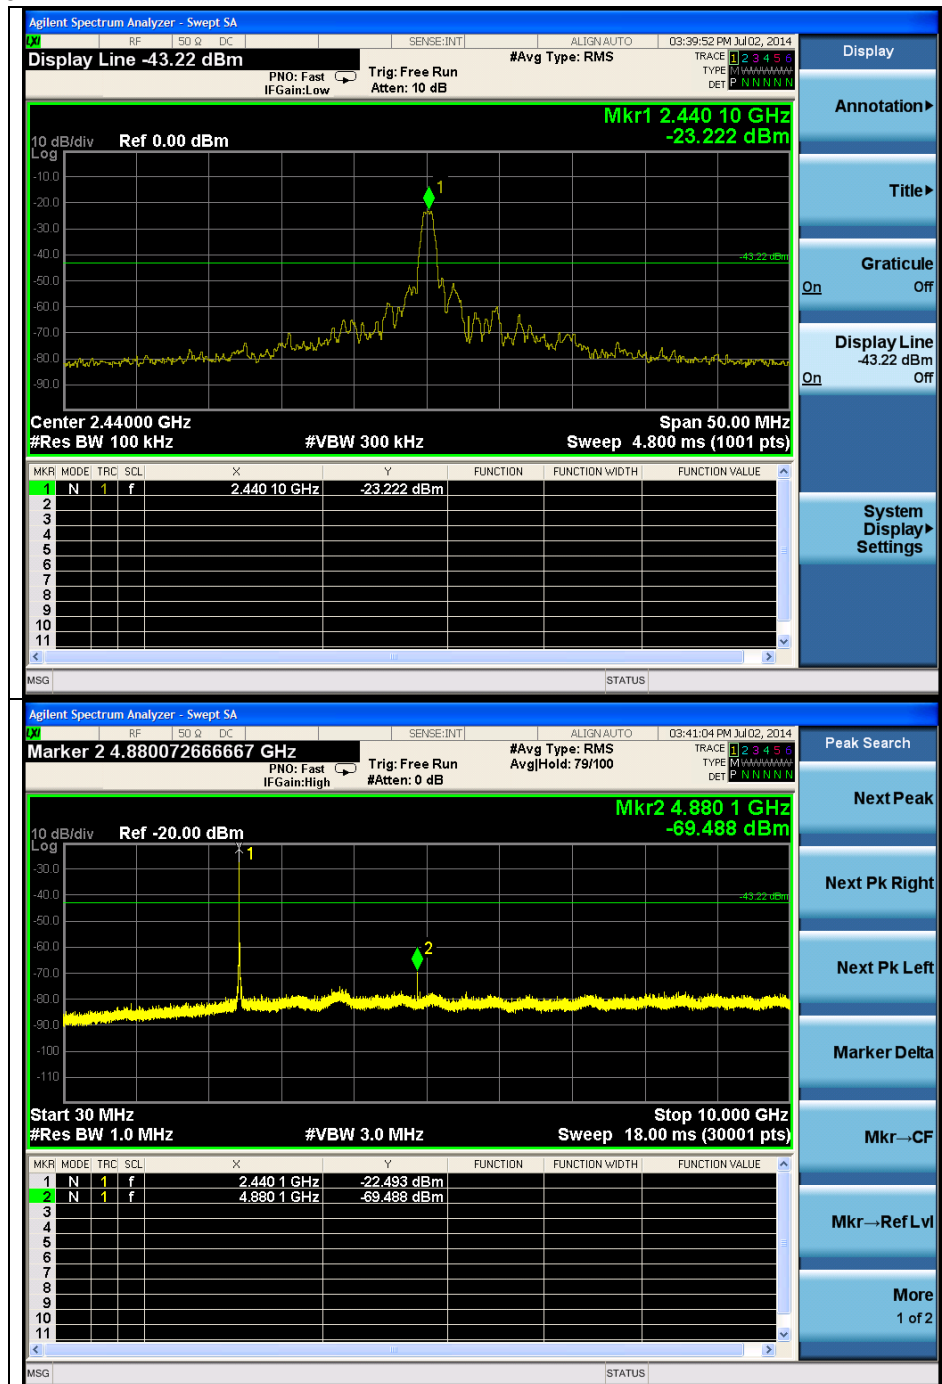 Agilent Spectrum Analyzer - Swept SA
LXI RF 50 Ω DC SENSE:INT ALIGN AUTO 03:39:52 PM Jul 02, 2014
Display Line -43.22 dBm
PNO: Fast
IFGain:Low
Trig: Free Run
Atten: 10 dB
#Avg Type: RMS
TRACE 1 2 3 4 5 6
TYPE M WWWWW
DET P N N N N N
Display
Annotation
Title
Graticule
On Off
Display Line
-43.22 dBm
On Off
System
Display
Settings
Mkr1 2.440 10 GHz
-23.222 dBm
10 dB/div Ref 0.00 dBm
Log
-10.0
1
-20.0
-30.0
-40.0
-43.22 dBm
-50.0
-60.0
-70.0
-80.0
-90.0
Center 2.44000 GHz Span 50.00 MHz
#Res BW 100 kHz #VBW 300 kHz Sweep 4.800 ms (1001 pts)
MKR MODE TRC SCL X Y FUNCTION FUNCTION WIDTH FUNCTION VALUE
1 N 1 f 2.440 10 GHz -23.222 dBm
2
3
4
5
6
7
8
9
10
11
MSG STATUS
Agilent Spectrum Analyzer - Swept SA
LXI RF 50 Ω DC SENSE:INT ALIGN AUTO 03:41:04 PM Jul 02, 2014
Marker 2 4.880072666667 GHz
PNO: Fast
IFGain:High
Trig: Free Run
#Atten: 0 dB
#Avg Type: RMS
Avg|Hold: 79/100
TRACE 1 2 3 4 5 6
TYPE M WWWWW
DET P N N N N N
Peak Search
Next Peak
Next Pk Right
Next Pk Left
Marker Delta
Mkr→CF
Mkr→Ref Lvl
More
1 of 2
Mkr2 4.880 1 GHz
-69.488 dBm
10 dB/div Ref -20.00 dBm
Log
1
-30.0
-40.0
-43.22 dBm
-50.0
-60.0
2
-70.0
-80.0
-90.0
-100
-110
Start 30 MHz Stop 10.000 GHz
#Res BW 1.0 MHz #VBW 3.0 MHz Sweep 18.00 ms (30001 pts)
MKR MODE TRC SCL X Y FUNCTION FUNCTION WIDTH FUNCTION VALUE
1 N 1 f 2.440 1 GHz -22.493 dBm
2 N 1 f 4.880 1 GHz -69.488 dBm
3
4
5
6
7
8
9
10
11
MSG STATUS